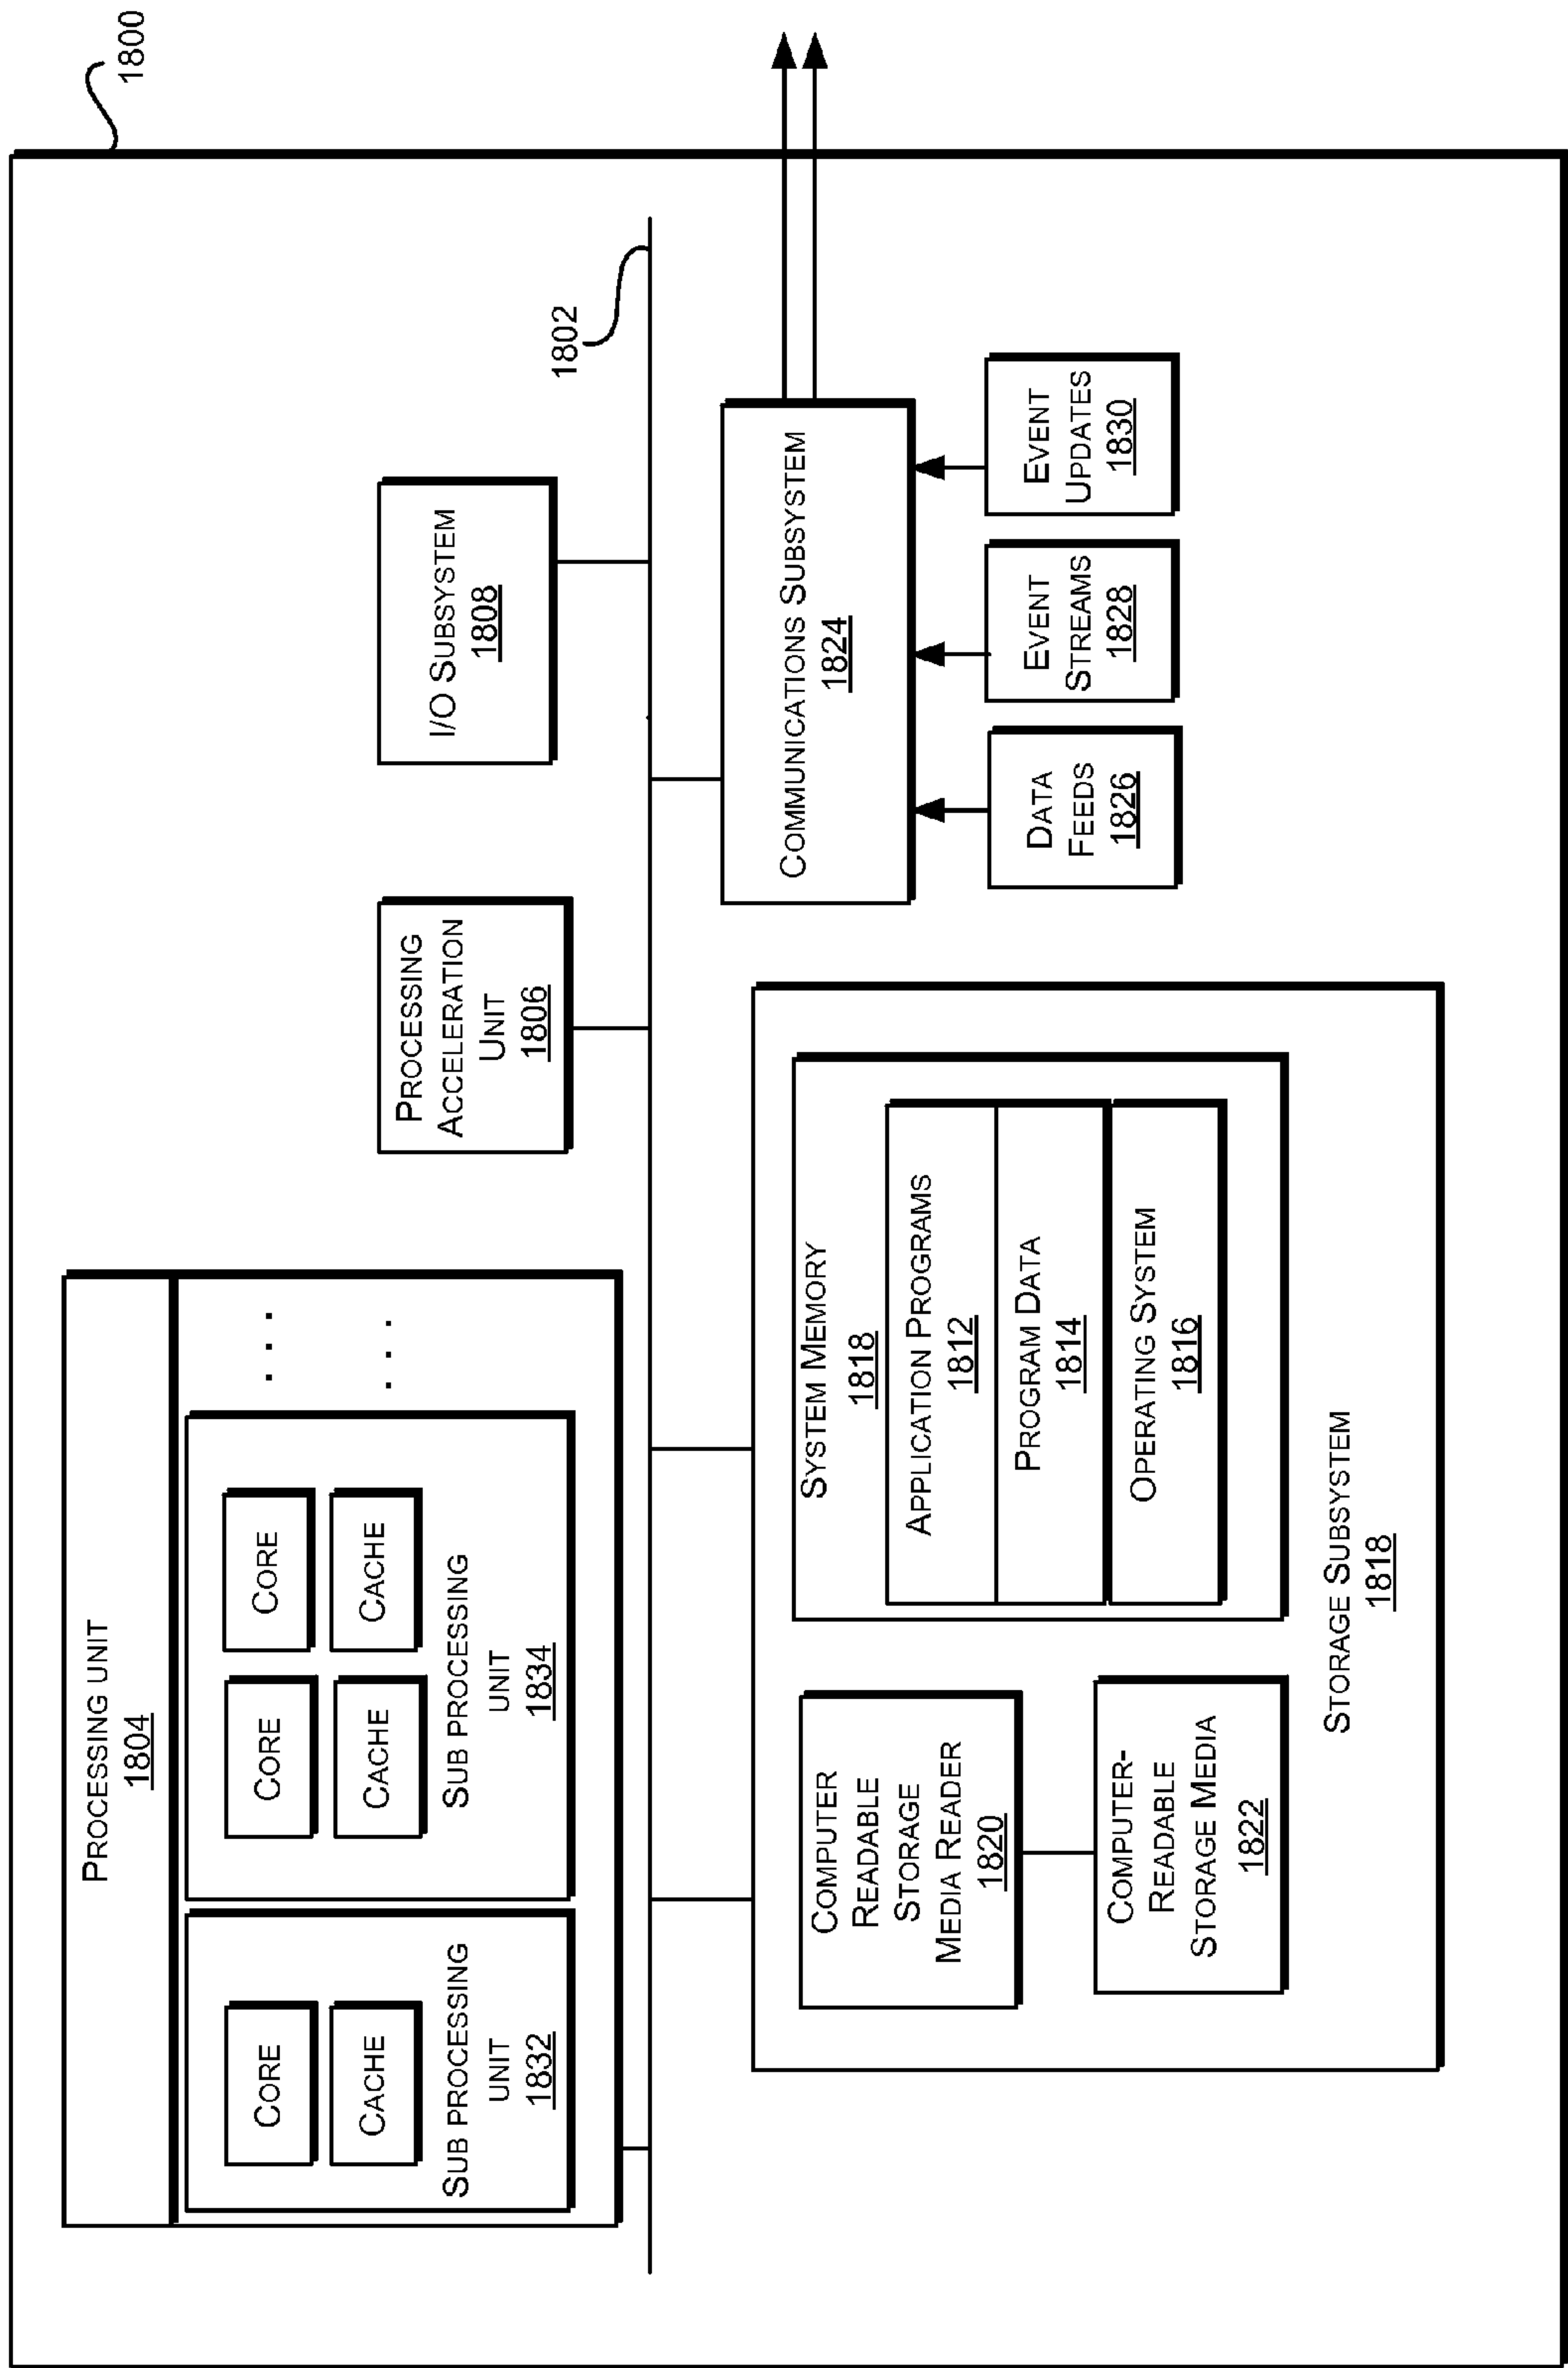 1800
PROCESSING UNIT
1804
CORE
CACHE
SUB PROCESSING
UNIT
1832
CORE
CORE
CACHE
CACHE
SUB PROCESSING
UNIT
1834
. . .
. . .
PROCESSING
ACCELERATION
UNIT
1806
I/O SUBSYSTEM
1808
1802
COMPUTER
READABLE
STORAGE
MEDIA READER
1820
COMPUTER-
READABLE
STORAGE MEDIA
1822
SYSTEM MEMORY
1818
APPLICATION PROGRAMS
1812
PROGRAM DATA
1814
OPERATING SYSTEM
1816
STORAGE SUBSYSTEM
1818
COMMUNICATIONS SUBSYSTEM
1824
DATA
FEEDS
1826
EVENT
STREAMS
1828
EVENT
UPDATES
1830